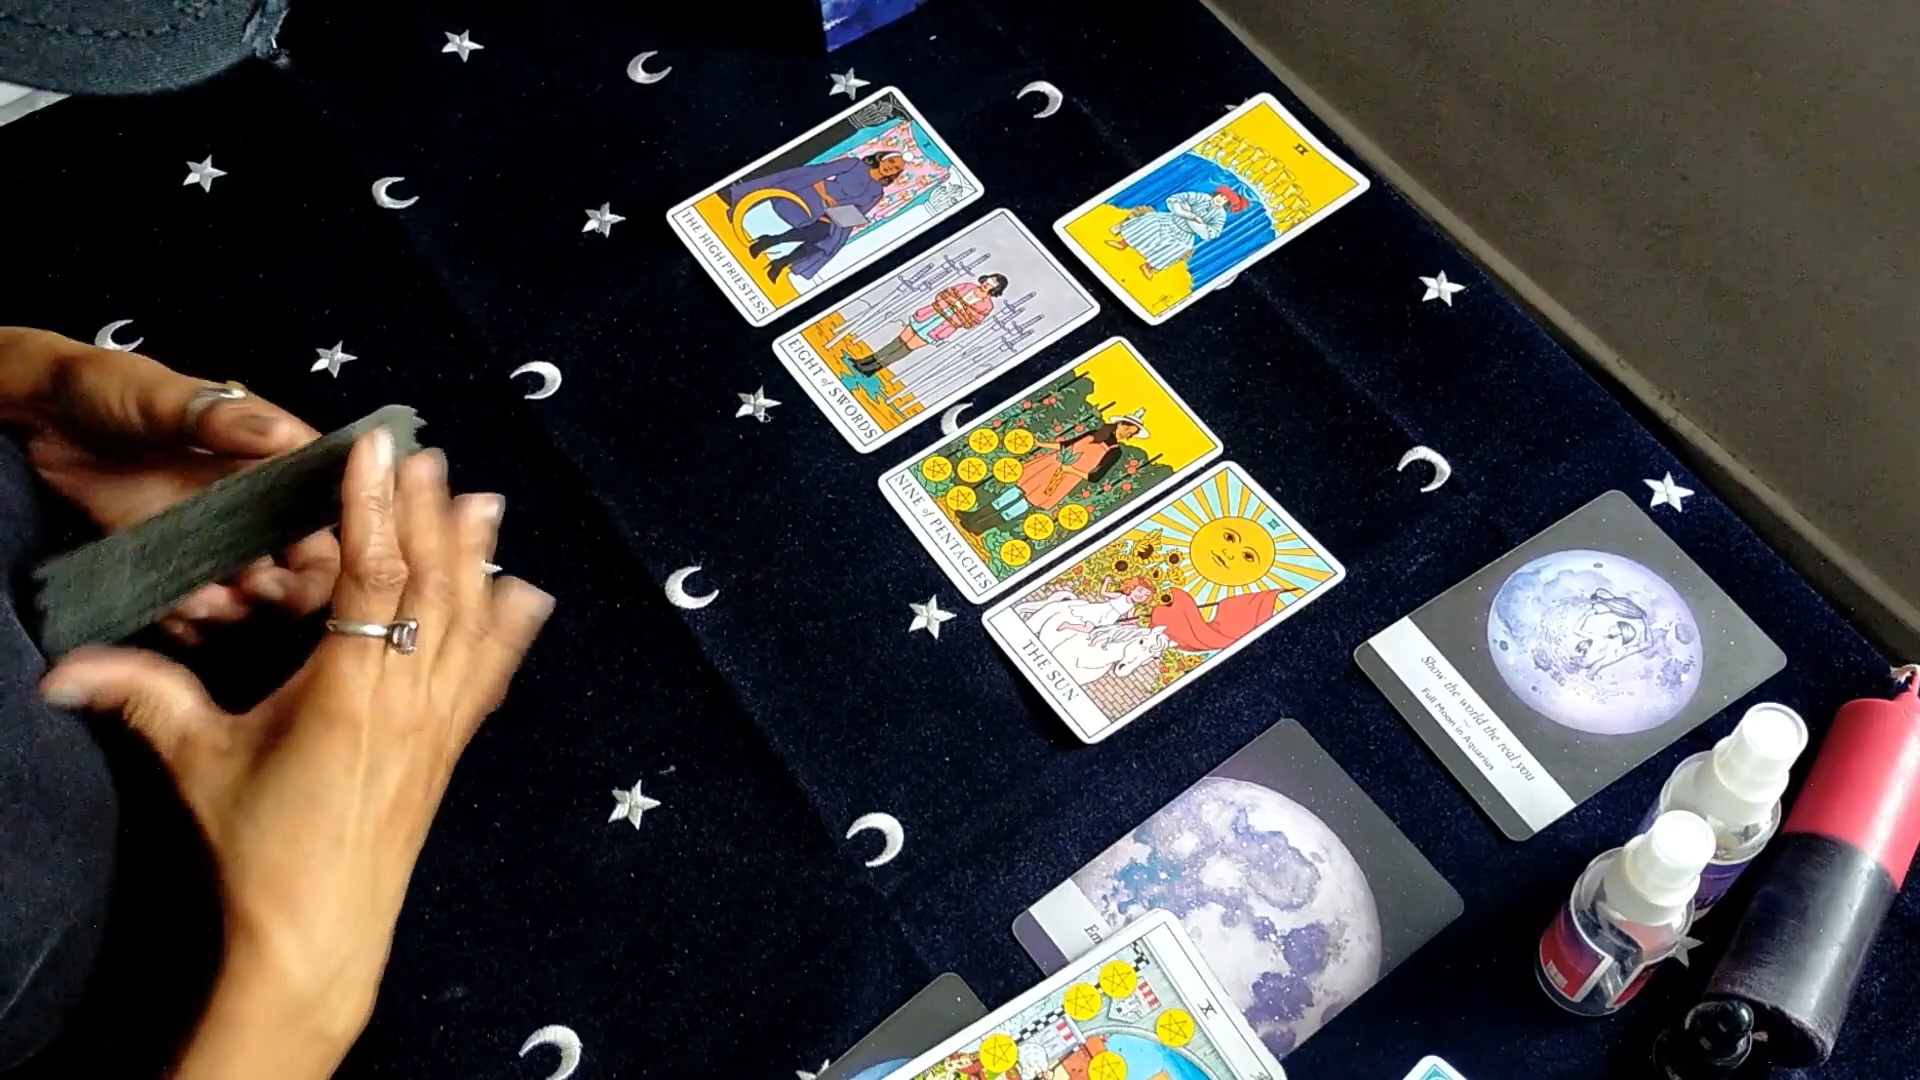 THE HIGH PRIESTESS
EIGHT of SWORDS
NINE of PENTACLES
THE SUN
Show the world the real you
Full Moon in Aquarius
X